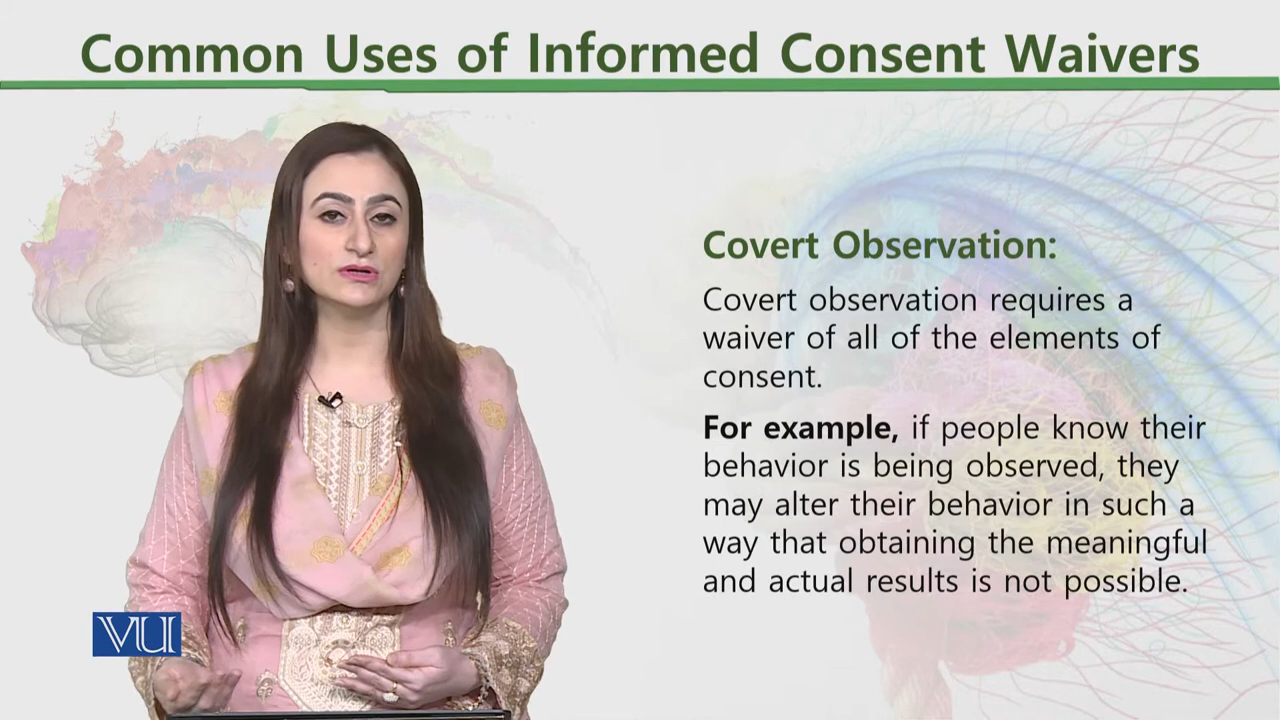 Common Uses of Informed Consent Waivers
Covert Observation:
Covert observation requires a
waiver of all of the elements of
consent.
For example, if people know their
behavior is being observed, they
may alter their behavior in such a
way that obtaining the meaningful
and actual results is not possible.
VU